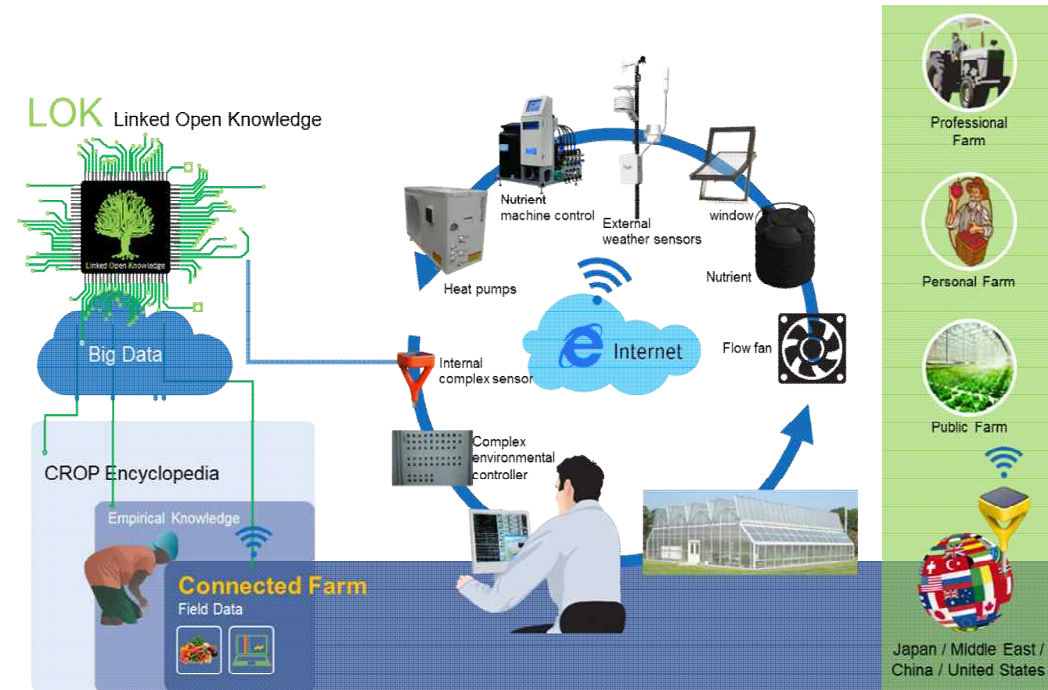 LOK Linked Open Knowledge
Linked Open Knowledge
Big Data
CROP Encyclopedia
Empirical Knowledge
Connected Farm
Field Data
Nutrient
machine control
External
weather sensors
window
Heat pumps
Nutrient
Internet
Flow fan
Internal
complex sensor
Complex
environmental
controller
Professional
Farm
Personal Farm
Public Farm
Japan / Middle East /
China / United States